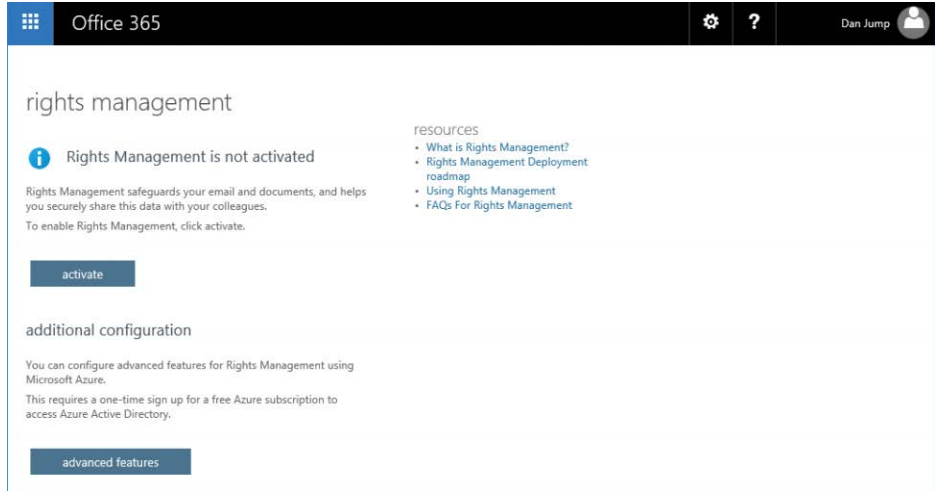 Office 365
?
Dan Jump
rights management
Rights Management is not activated
Rights Management safeguards your email and documents, and helps
you securely share this data with your colleagues.
To enable Rights Management, click activate.
activate
additional configuration
You can configure advanced features for Rights Management using
Microsoft Azure.
This requires a one-time sign up for a free Azure subscription to
access Azure Active Directory.
advanced features
resources
• What is Rights Management?
• Rights Management Deployment
roadmap
• Using Rights Management
• FAQs For Rights Management